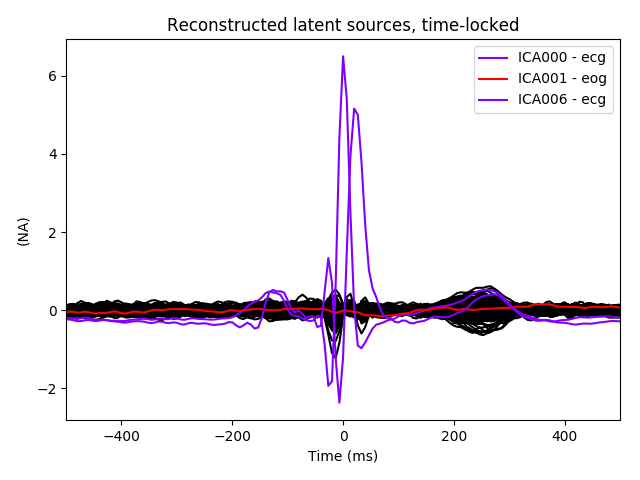 Reconstructed latent sources, time-locked
ICA000 - ecg
ICA001 - eog
ICA006 - ecg
6
4
2
0
−2
(NA)
−400
−200
0
200
400
Time (ms)